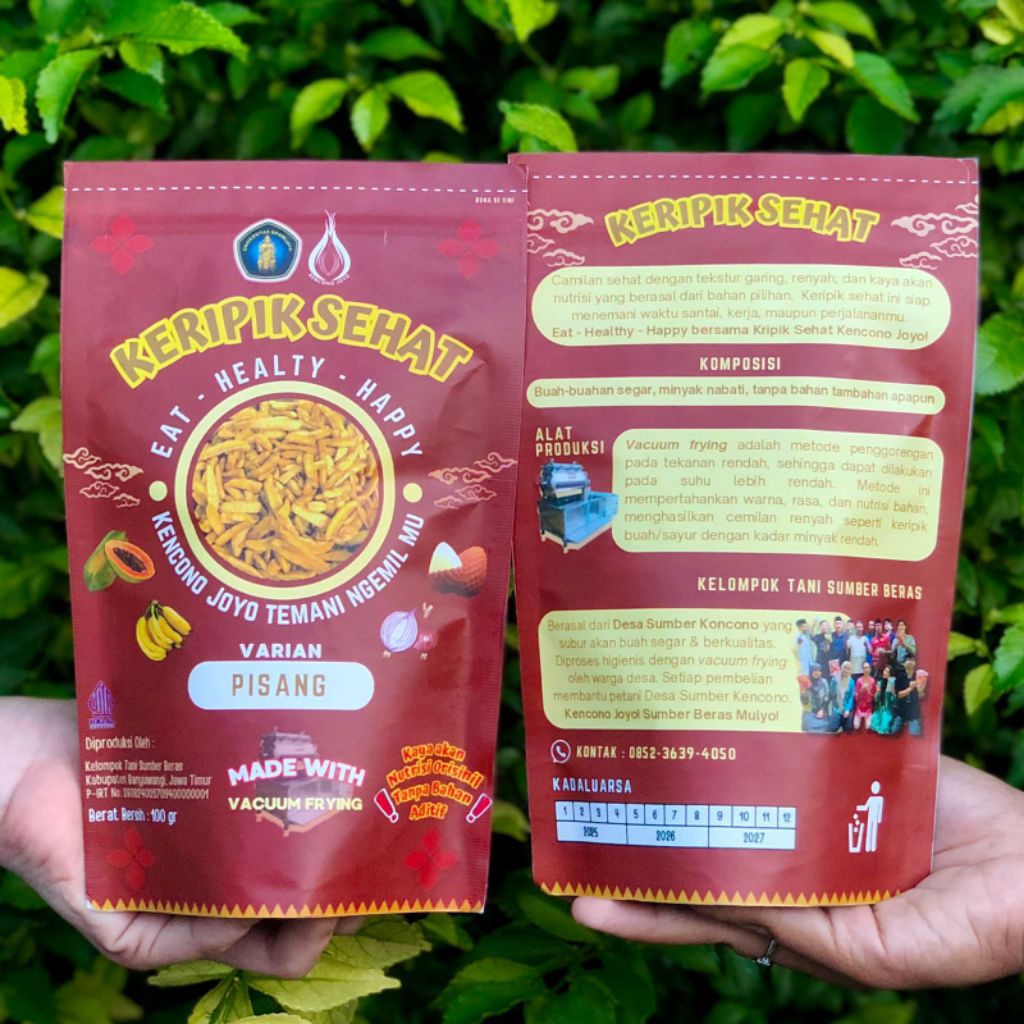 BUKA DI SINI
UNIVERSITAS BRAWIJAYA
KENCONO JOYO
KERIPIK SEHAT
EAT - HEALTY - HAPPY
KENCONO JOYO TEMANI NGEMIL MU
VARIAN
PISANG
HALAL
Diproduksi Oleh :
Kelompok Tani Sumber Beras
Kabupaten Banyuwangi, Jawa Timur
P-IRT No.
Berat Bersih : 100 gr
MADE WITH
VACUUM FRYING
Kaya akan
Nutrisi Orisinil
Tanpa Bahan
Aditif
KERIPIK SEHAT
Camilan sehat dengan tekstur garing, renyah, dan kaya akan
nutrisi yang berasal dari bahan pilihan. Keripik sehat ini siap
menemani waktu santai, kerja, maupun perjalananmu.
Eat - Healthy - Happy bersama Kripik Sehat Kencono Joyo!
KOMPOSISI
Buah-buahan segar, minyak nabati, tanpa bahan tambahan apapun
ALAT
PRODUKSI
Vacuum frying adalah metode penggorengan
pada tekanan rendah, sehingga dapat dilakukan
pada suhu lebih rendah. Metode ini
mempertahankan warna, rasa, dan nutrisi bahan,
menghasilkan cemilan renyah seperti keripik
buah/sayur dengan kadar minyak rendah.
KELOMPOK TANI SUMBER BERAS
Berasal dari Desa Sumber Koncono yang
subur akan buah segar & berkualitas.
Diproses higienis dengan vacuum frying
oleh warga desa. Setiap pembelian
membantu petani Desa Sumber Kencono.
Kencono Joyo! Sumber Beras Mulyo!
KONTAK : 0852-3639-4050
KADALUARSA
1 2 3 4 5 6 7 8 9 10 11 12
2025 2026 2027